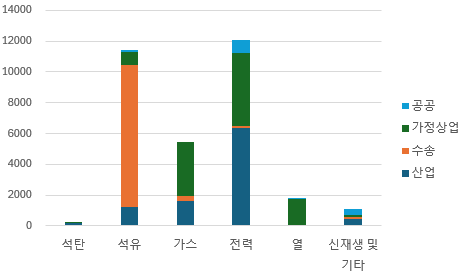 14000
12000
10000
8000
6000
4000
2000
0
석탄
석유
가스
전력
열
신재생 및
기타
공공
가정상업
수송
산업